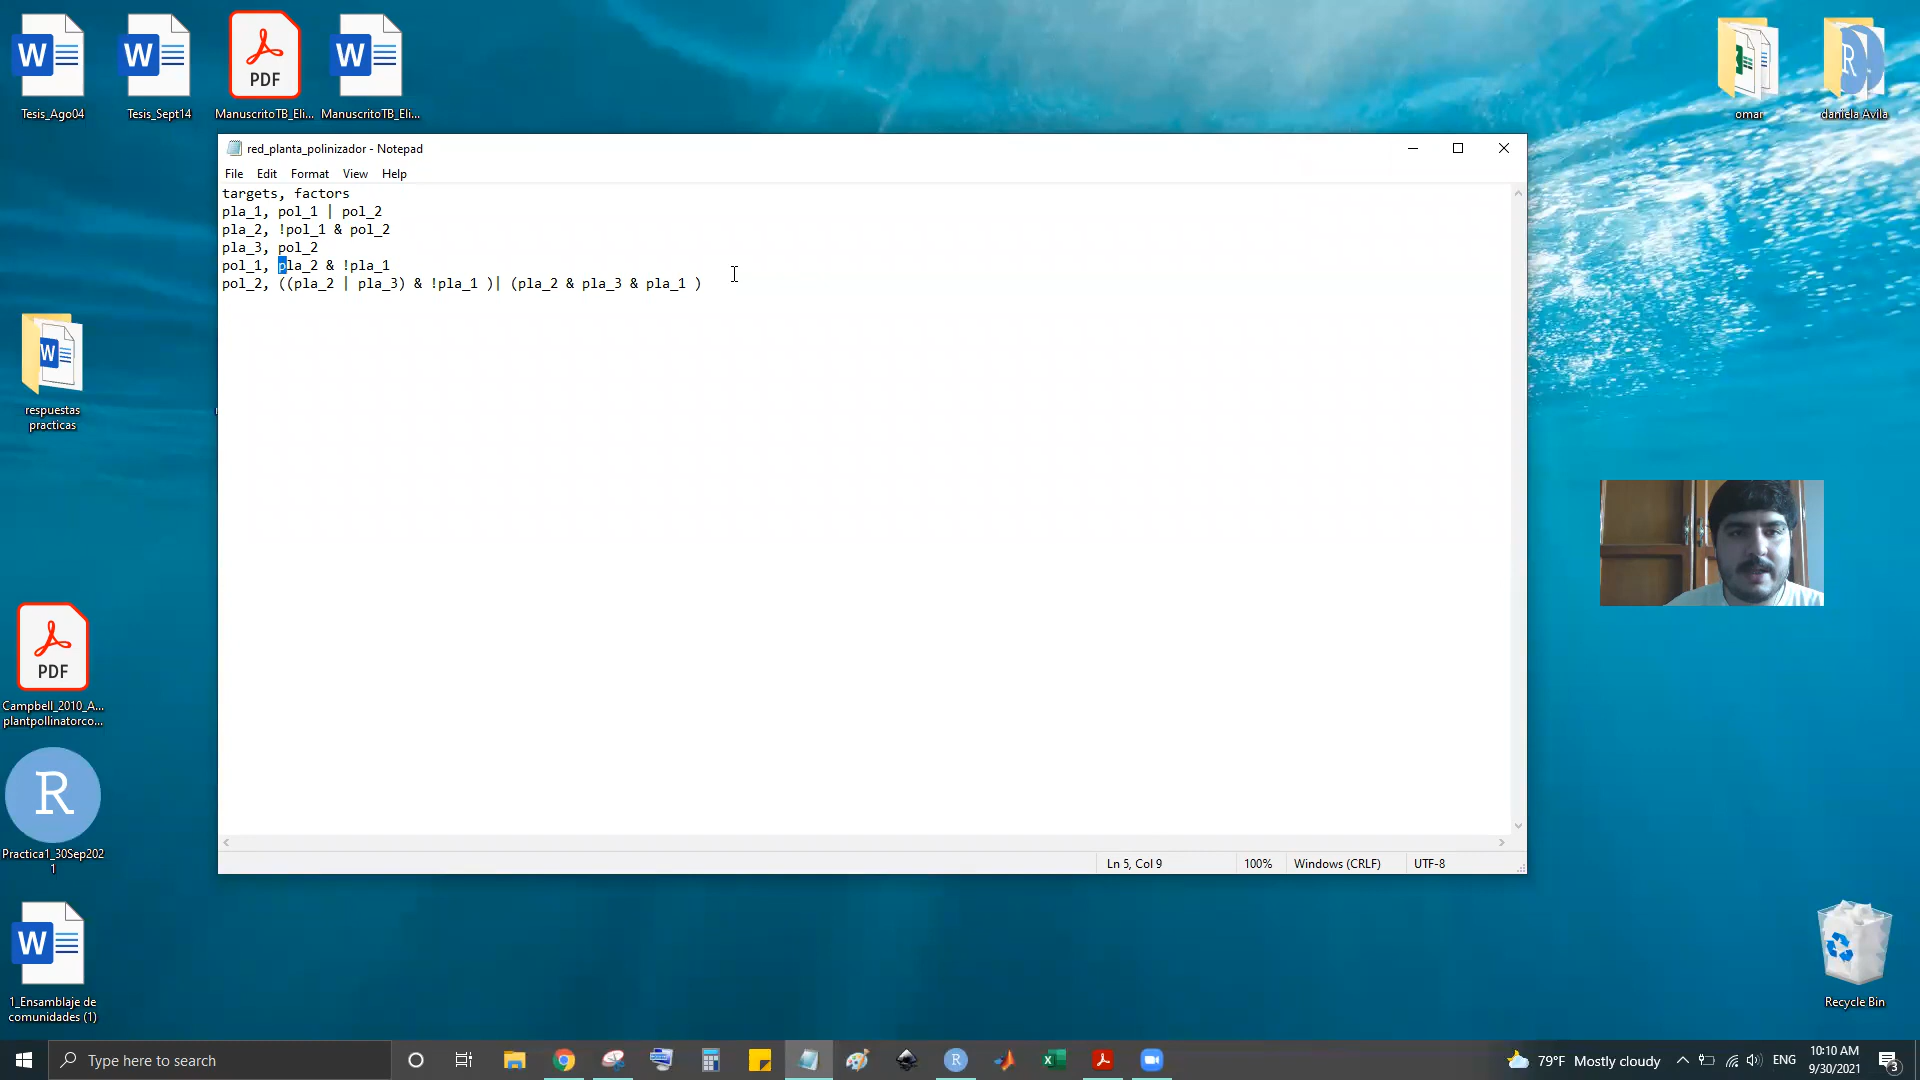 Tesis_Ago04
Tesis_Sept14
PDF
ManuscritoTB_Eli...
ManuscritoTB_Eli...
omar
daniela Avila
red_planta_polinizador - Notepad
File Edit Format View Help
targets, factors
pla_1, pol_1 | pol_2
pla_2, !pol_1 & pol_2
pla_3, pol_2
pol_1, pla_2 & !pla_1
pol_2, ((pla_2 | pla_3) & !pla_1 )| (pla_2 & pla_3 & pla_1 )
respuestas
practicas
PDF
Campbell_2010_A...
plantpollinatorco...
R
Practica1_30Sep202
1
1_Ensamblaje de
comunidades (1)
Ln 5, Col 9
100%
Windows (CRLF)
UTF-8
Recycle Bin
Type here to search
79°F Mostly cloudy
ENG
10:10 AM
9/30/2021
3